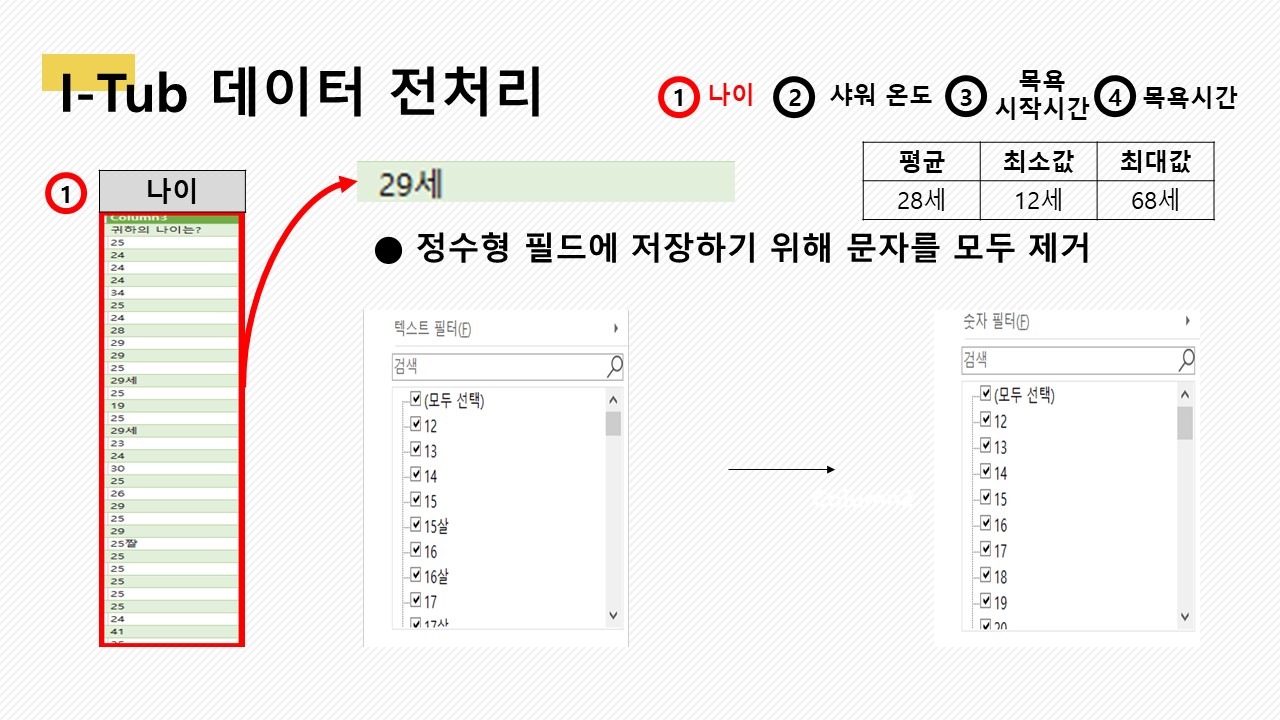 I-Tub 데이터 전처리
1 나이
2 샤워 온도
3 목욕
시작시간
4 목욕시간
평균 최소값 최대값
28세 12세 68세
1 나이
Column3
귀하의 나이는?
25
24
24
24
34
25
24
28
29
29
25
29세
25
19
25
29세
23
24
30
25
26
29
25
29
25짤
25
25
25
25
25
24
41
29세
● 정수형 필드에 저장하기 위해 문자를 모두 제거
텍스트 필터(F)
검색
(모두 선택)
12
13
14
15
15살
16
16살
17
17살
숫자 필터(F)
검색
(모두 선택)
12
13
14
15
16
17
18
19
20